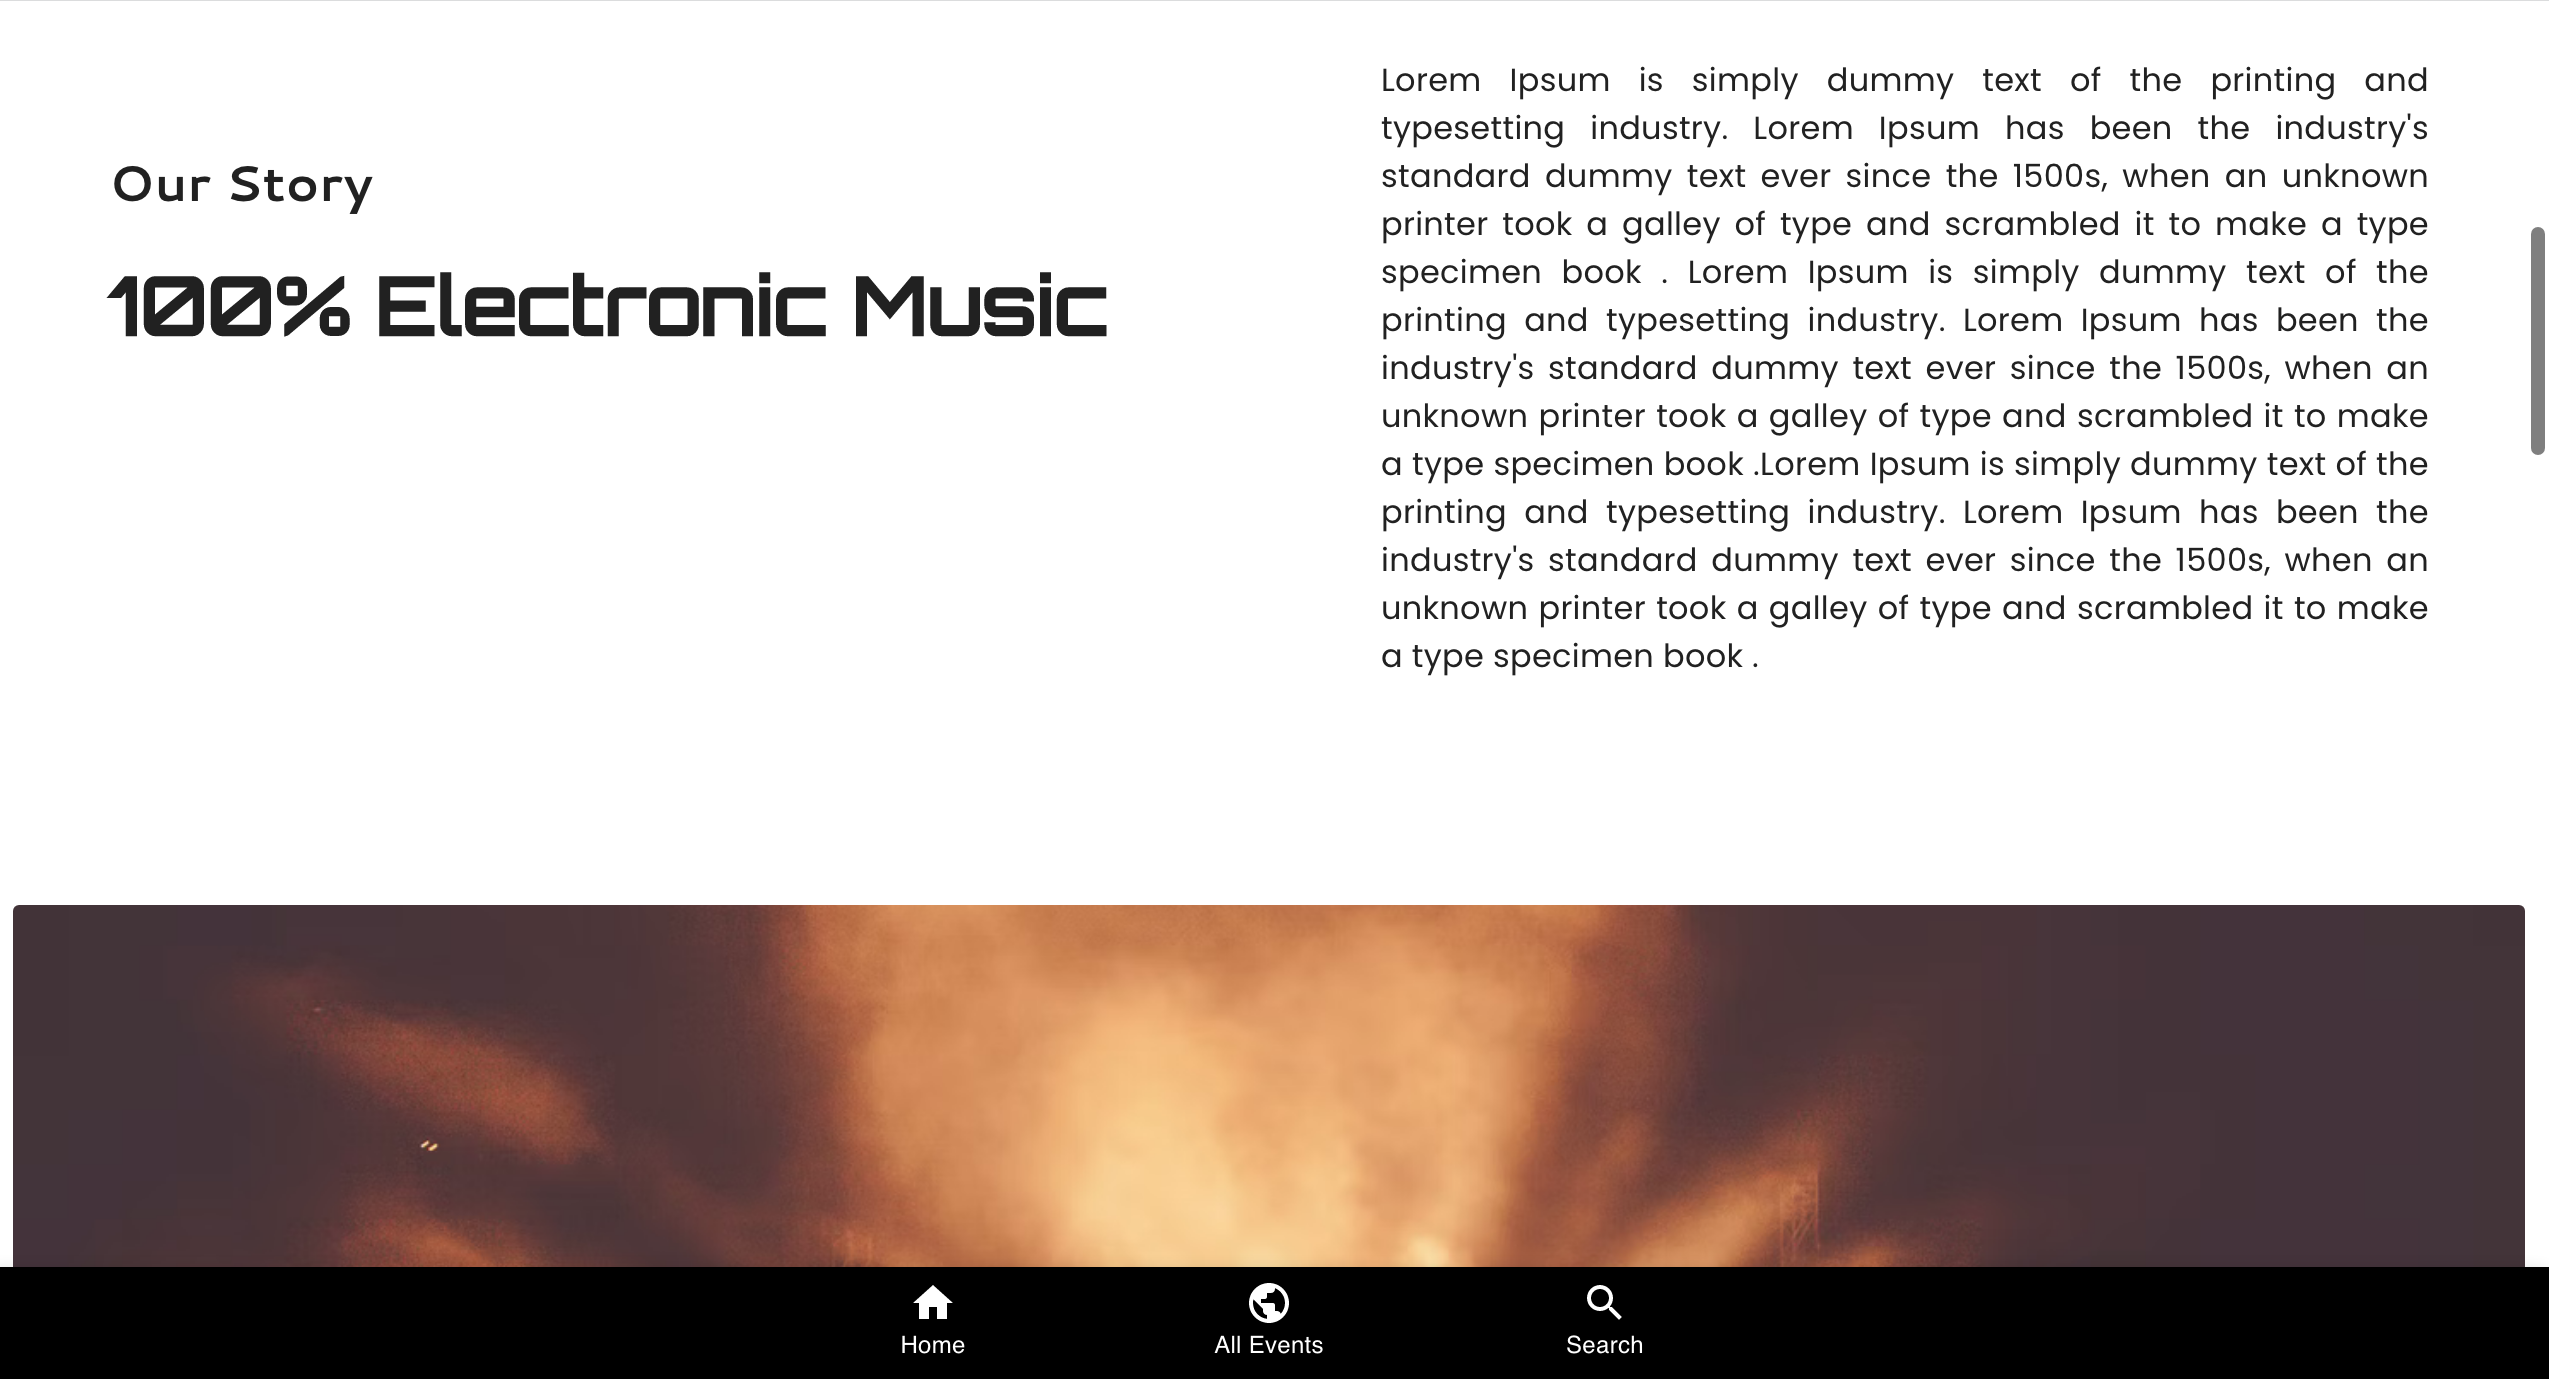 Our Story
100% Electronic Music
Lorem Ipsum is simply dummy text of the printing and
typesetting industry. Lorem Ipsum has been the industry's
standard dummy text ever since the 1500s, when an unknown
printer took a galley of type and scrambled it to make a type
specimen book . Lorem Ipsum is simply dummy text of the
printing and typesetting industry. Lorem Ipsum has been the
industry's standard dummy text ever since the 1500s, when an
unknown printer took a galley of type and scrambled it to make
a type specimen book .Lorem Ipsum is simply dummy text of the
printing and typesetting industry. Lorem Ipsum has been the
industry's standard dummy text ever since the 1500s, when an
unknown printer took a galley of type and scrambled it to make
a type specimen book .
Home
All Events
Search